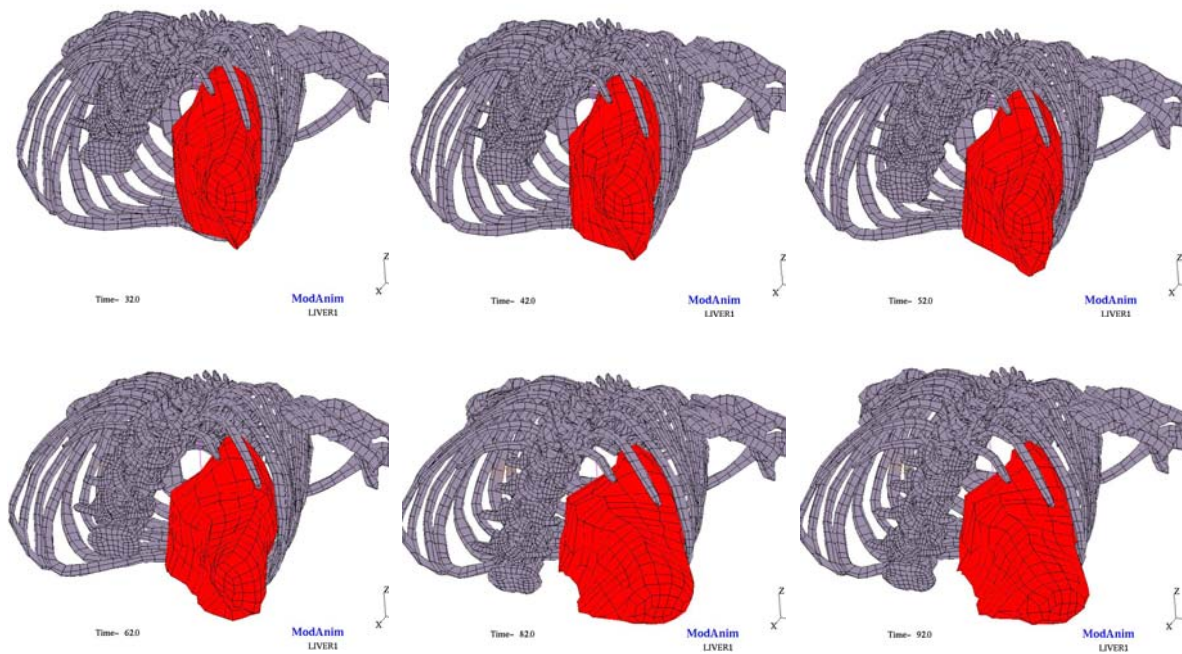 Z
X
Time= 32.0
ModAnim
LIVER1
Z
X
Time= 42.0
ModAnim
LIVER1
Z
X
Time= 52.0
ModAnim
LIVER1
Z
X
Time= 62.0
ModAnim
LIVER1
Z
X
Time= 82.0
ModAnim
LIVER1
Z
X
Time= 92.0
ModAnim
LIVER1